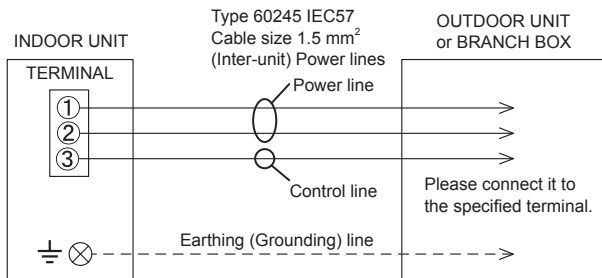 Type 60245 IEC57
Cable size 1.5 mm²
(Inter-unit) Power lines
INDOOR UNIT
OUTDOOR UNIT
or BRANCH BOX
TERMINAL
Power line
①
②
③
Control line
Please connect it to
the specified terminal.
Earthing (Grounding) line